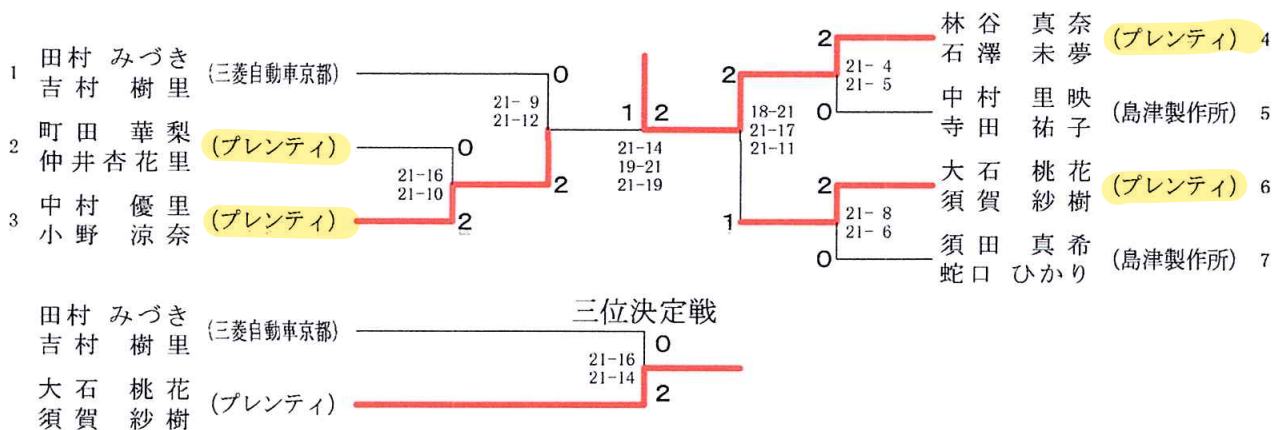 1 田村 みづき
吉村 樹里
(三菱自動車京都)
2 町田 華梨
仲井 杏花里
(プレンティ)
3 中村 優里
小野 涼奈
(プレンティ)
0
21-9
21-12
2
0
21-16
21-10
2
1 2
21-14
19-21
21-19
2
18-21
21-17
21-11
1
2
21-4
21-5
0
2
21-8
21-6
0
林谷 真奈
石澤 未夢
(プレンティ) 4
中村 里映
寺田 祐子
(島津製作所) 5
大石 桃花
須賀 紗樹
(プレンティ) 6
須田 真希
蛇口 ひかり
(島津製作所) 7
三位決定戦
田村 みづき
吉村 樹里
(三菱自動車京都)
大石 桃花
須賀 紗樹
(プレンティ)
0
21-16
21-14
2